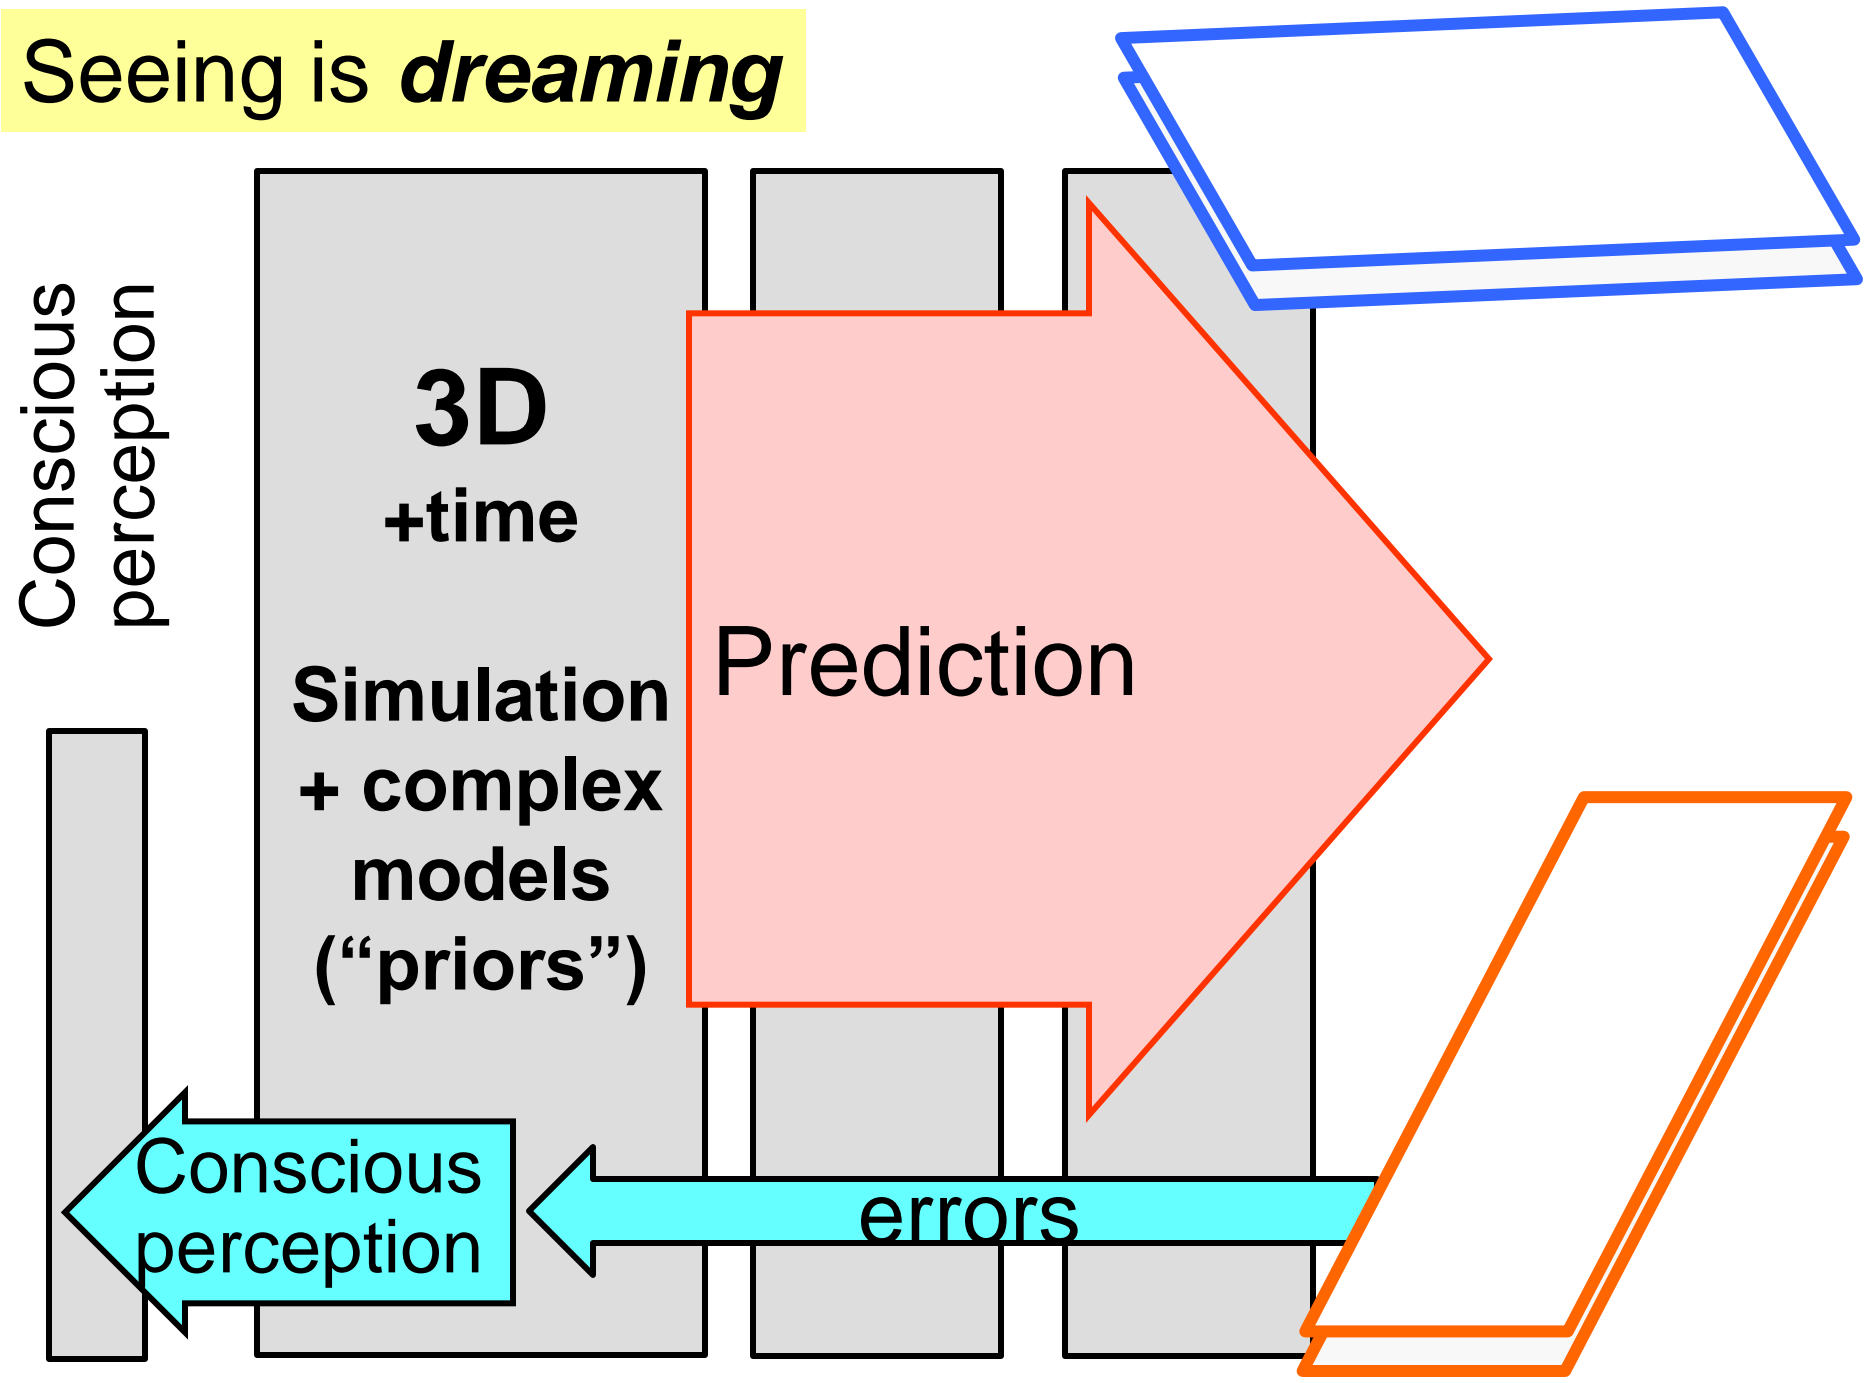 Seeing is dreaming
Conscious
perception
3D
+time
Simulation
+ complex
models
(“priors”)
Prediction
Conscious
perception
errors